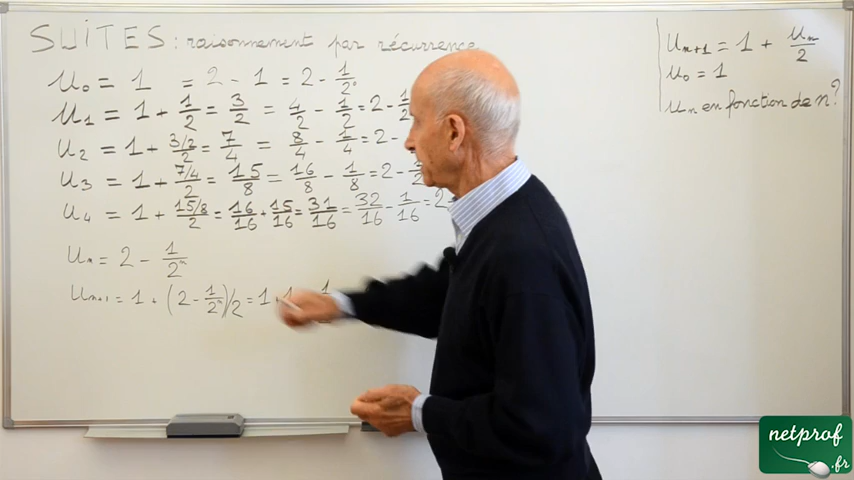 SUITES : raisonnement par récurrence
u₀ = 1 = 2 - 1 = 2 - 1/2⁰
u₁ = 1 + 1/2 = 3/2 = 4/2 - 1/2 = 2 - 1/2
u₂ = 1 + (3/2)/2 = 7/4 = 8/4 - 1/4 = 2 -
u₃ = 1 + (7/4)/2 = 15/8 = 16/8 - 1/8 = 2 -
u₄ = 1 + (15/8)/2 = 16/16 + 15/16 = 31/16 = 32/16 - 1/16 = 2
uₙ = 2 - 1/2ⁿ
uₙ₊₁ = 1 + (2 - 1/2ⁿ)/2 = 1 +
uₙ₊₁ = 1 + uₙ/2
u₀ = 1
uₙ en fonction de n ?
netprof
.fr